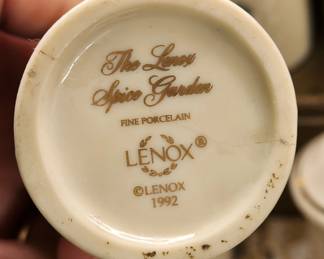 The Lenox
Spice Garden
FINE PORCELAIN
LENOX®
©LENOX
1992